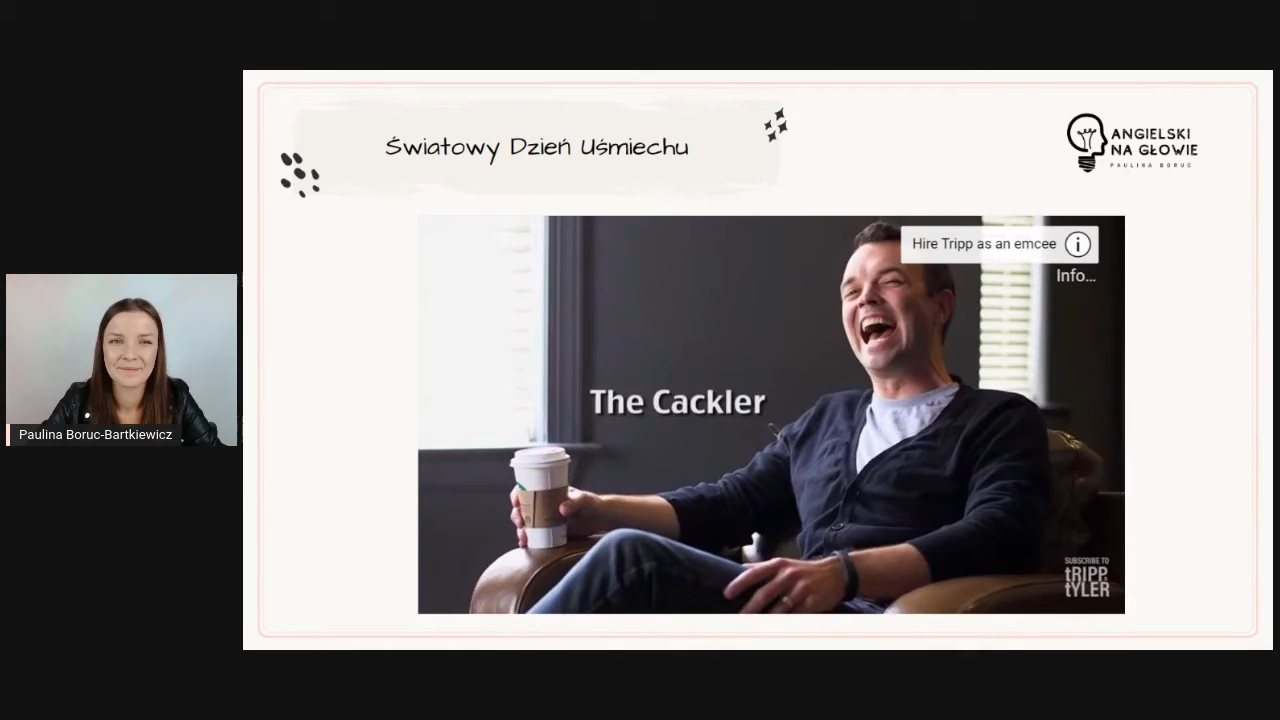 Światowy Dzień Uśmiechu
ANGIELSKI
NA GŁOWIE
PAULINA BORUC
Hire Tripp as an emcee
Info...
The Cackler
SUBSCRIBE TO
tRIPP
tYLER
Paulina Boruc-Bartkiewicz